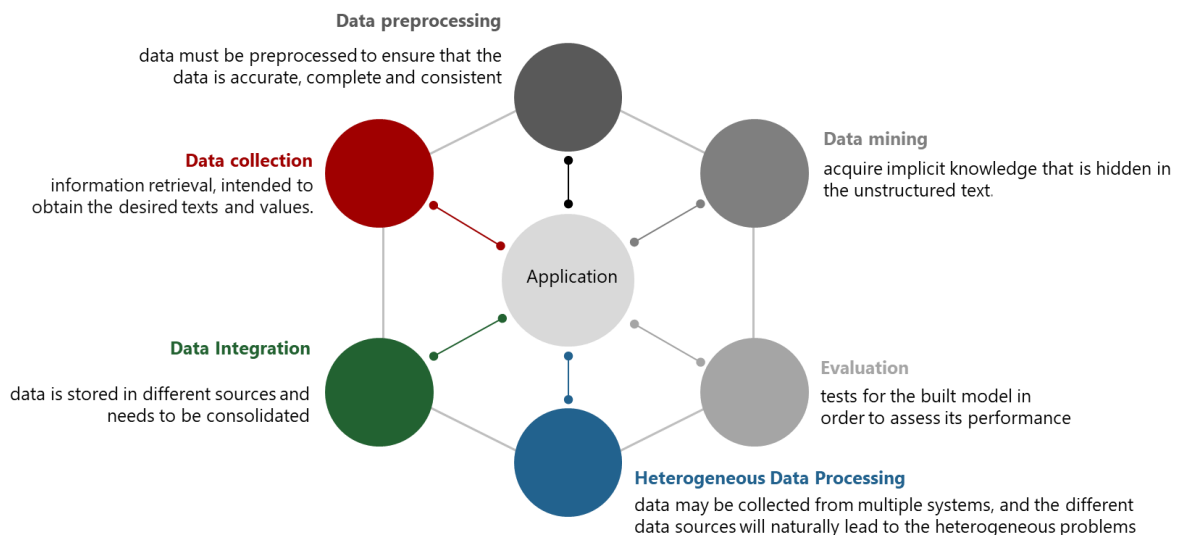 Data preprocessing
data must be preprocessed to ensure that the
data is accurate, complete and consistent
Data mining
acquire implicit knowledge that is hidden in
the unstructured text.
Data collection
information retrieval, intended to
obtain the desired texts and values.
Application
Data Integration
data is stored in different sources and
needs to be consolidated
Evaluation
tests for the built model in
order to assess its performance
Heterogeneous Data Processing
data may be collected from multiple systems, and the different
data sources will naturally lead to the heterogeneous problems